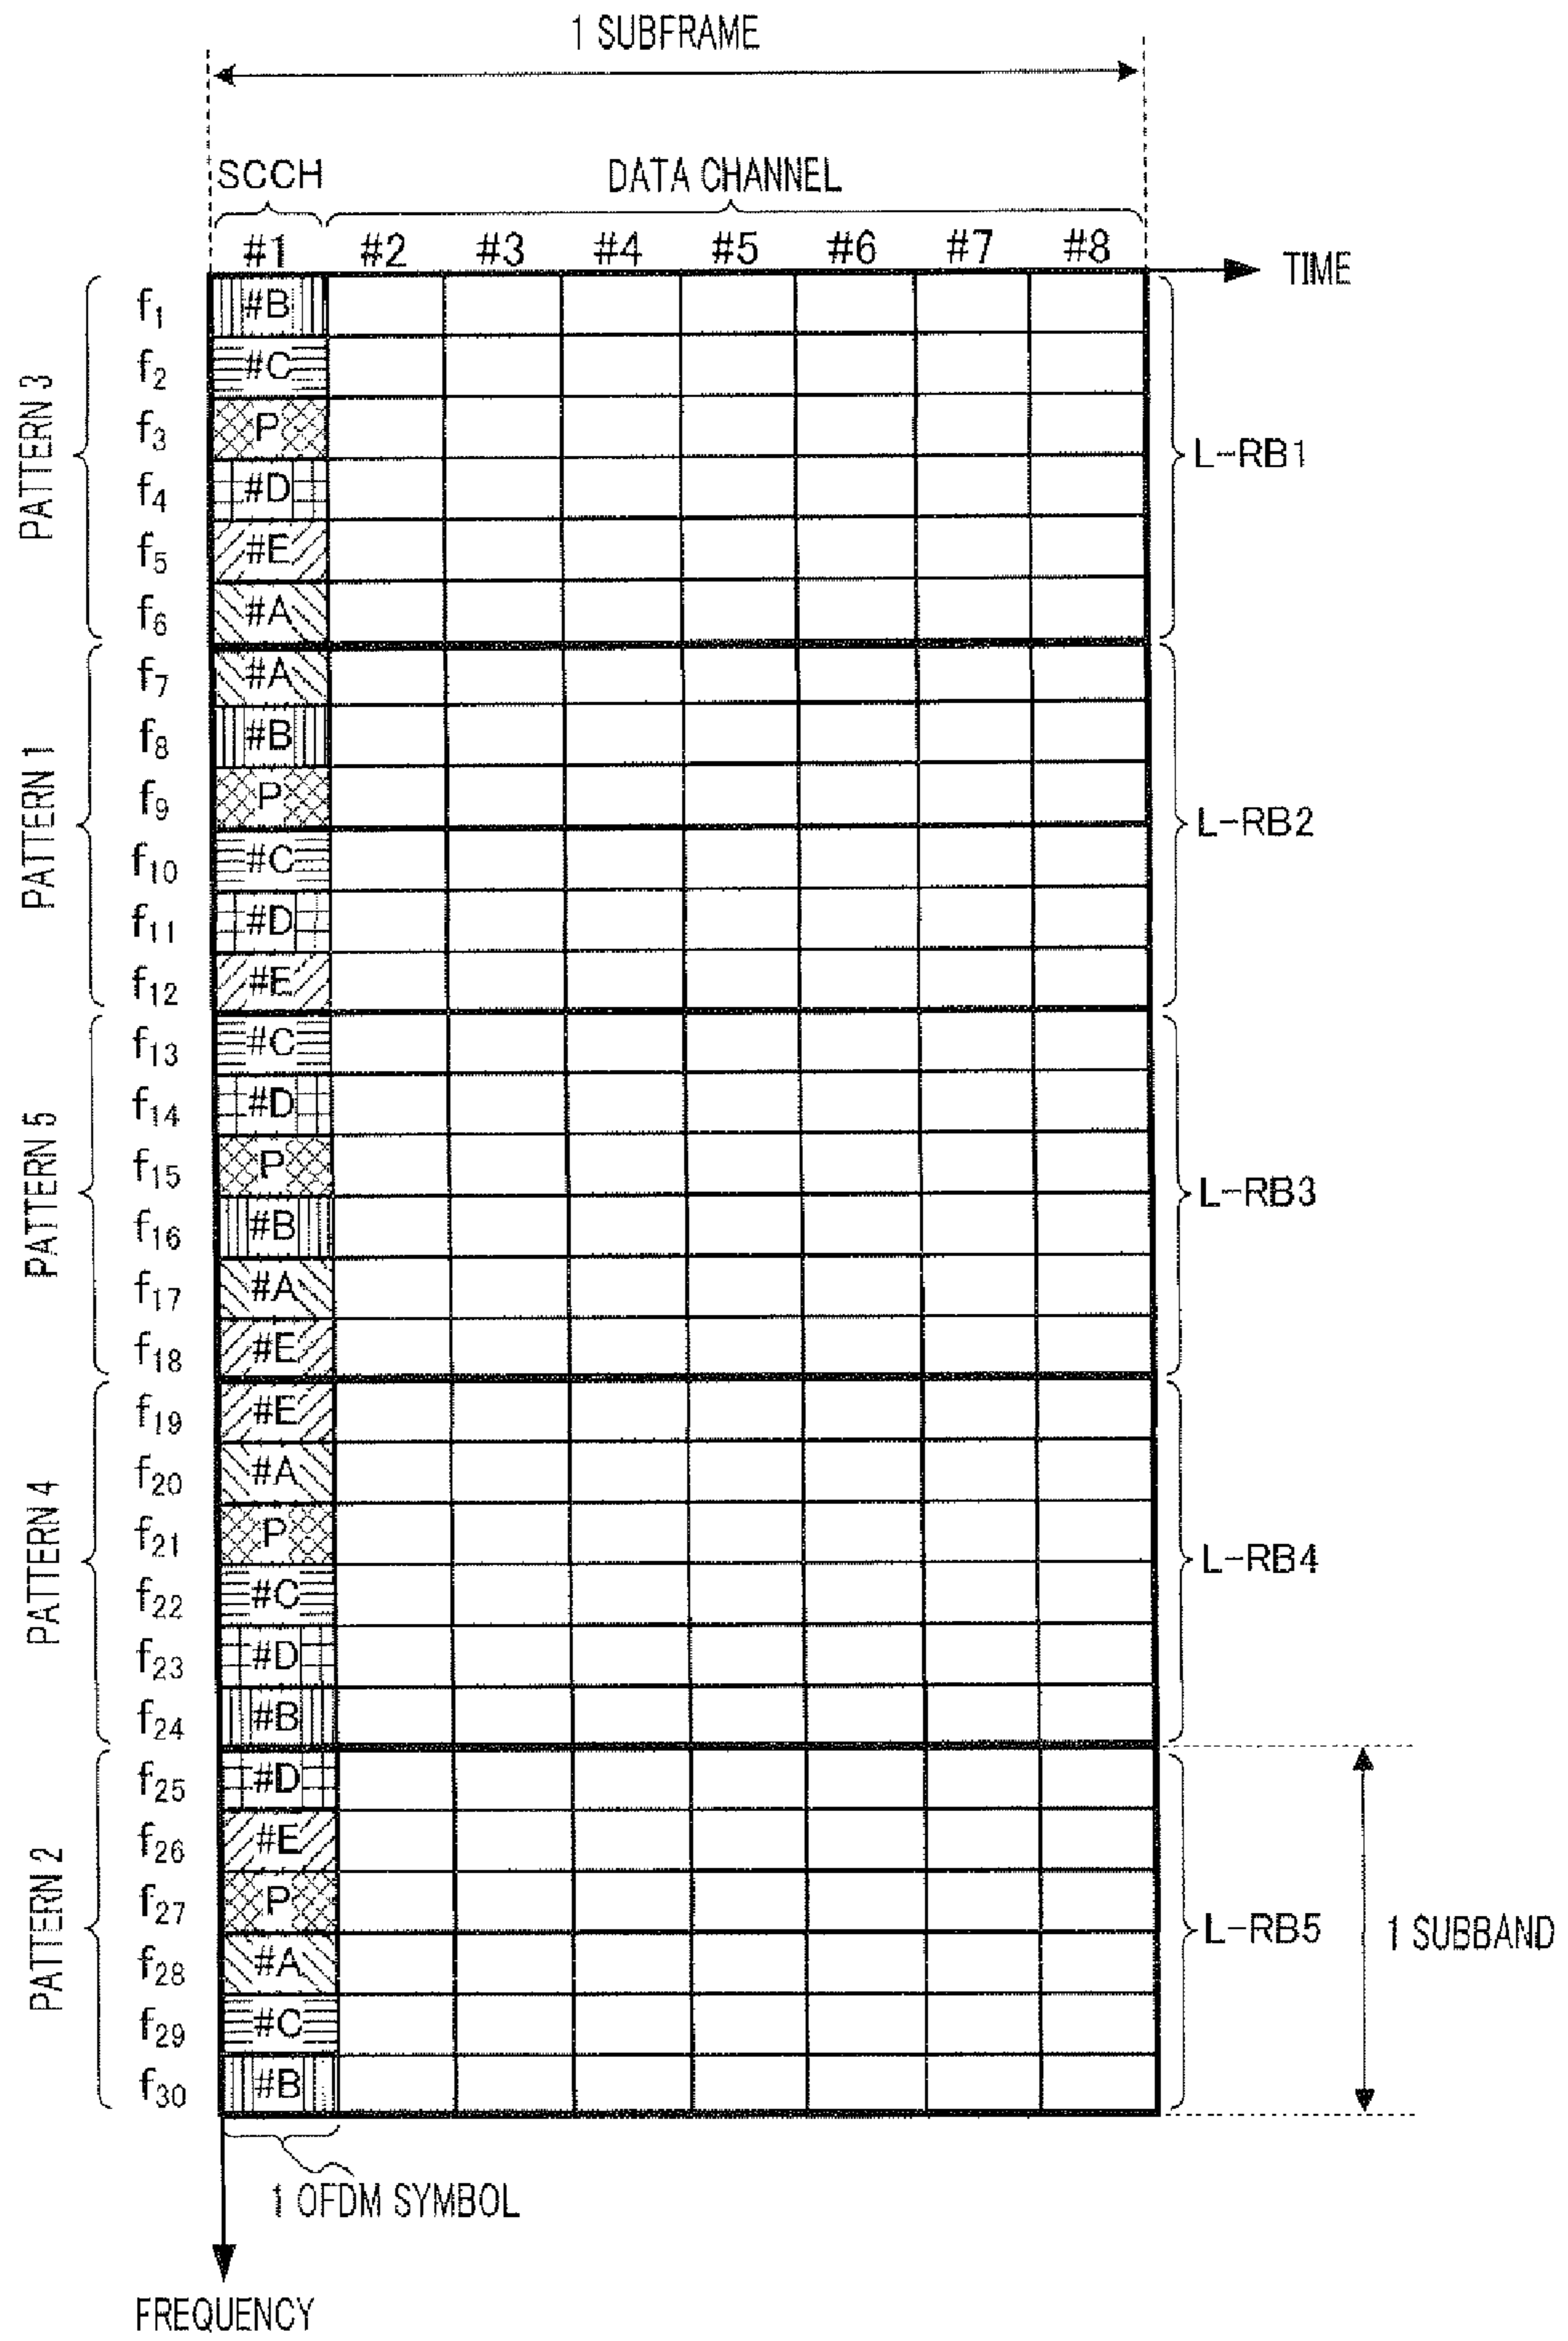 1 SUBFRAME
SCCH DATA CHANNEL
#1 #2 #3 #4 #5 #6 #7 #8 TIME
PATTERN 3
f1 #B
f2 #C
f3 P
f4 #D
f5 #E
f6 #A
L-RB1
PATTERN 1
f7 #A
f8 #B
f9 P
f10 #C
f11 #D
f12 #E
L-RB2
PATTERN 5
f13 #C
f14 #D
f15 P
f16 #B
f17 #A
f18 #E
L-RB3
PATTERN 4
f19 #E
f20 #A
f21 P
f22 #C
f23 #D
f24 #B
L-RB4
PATTERN 2
f25 #D
f26 #E
f27 P
f28 #A
f29 #C
f30 #B
L-RB5
1 SUBBAND
1 OFDM SYMBOL
FREQUENCY